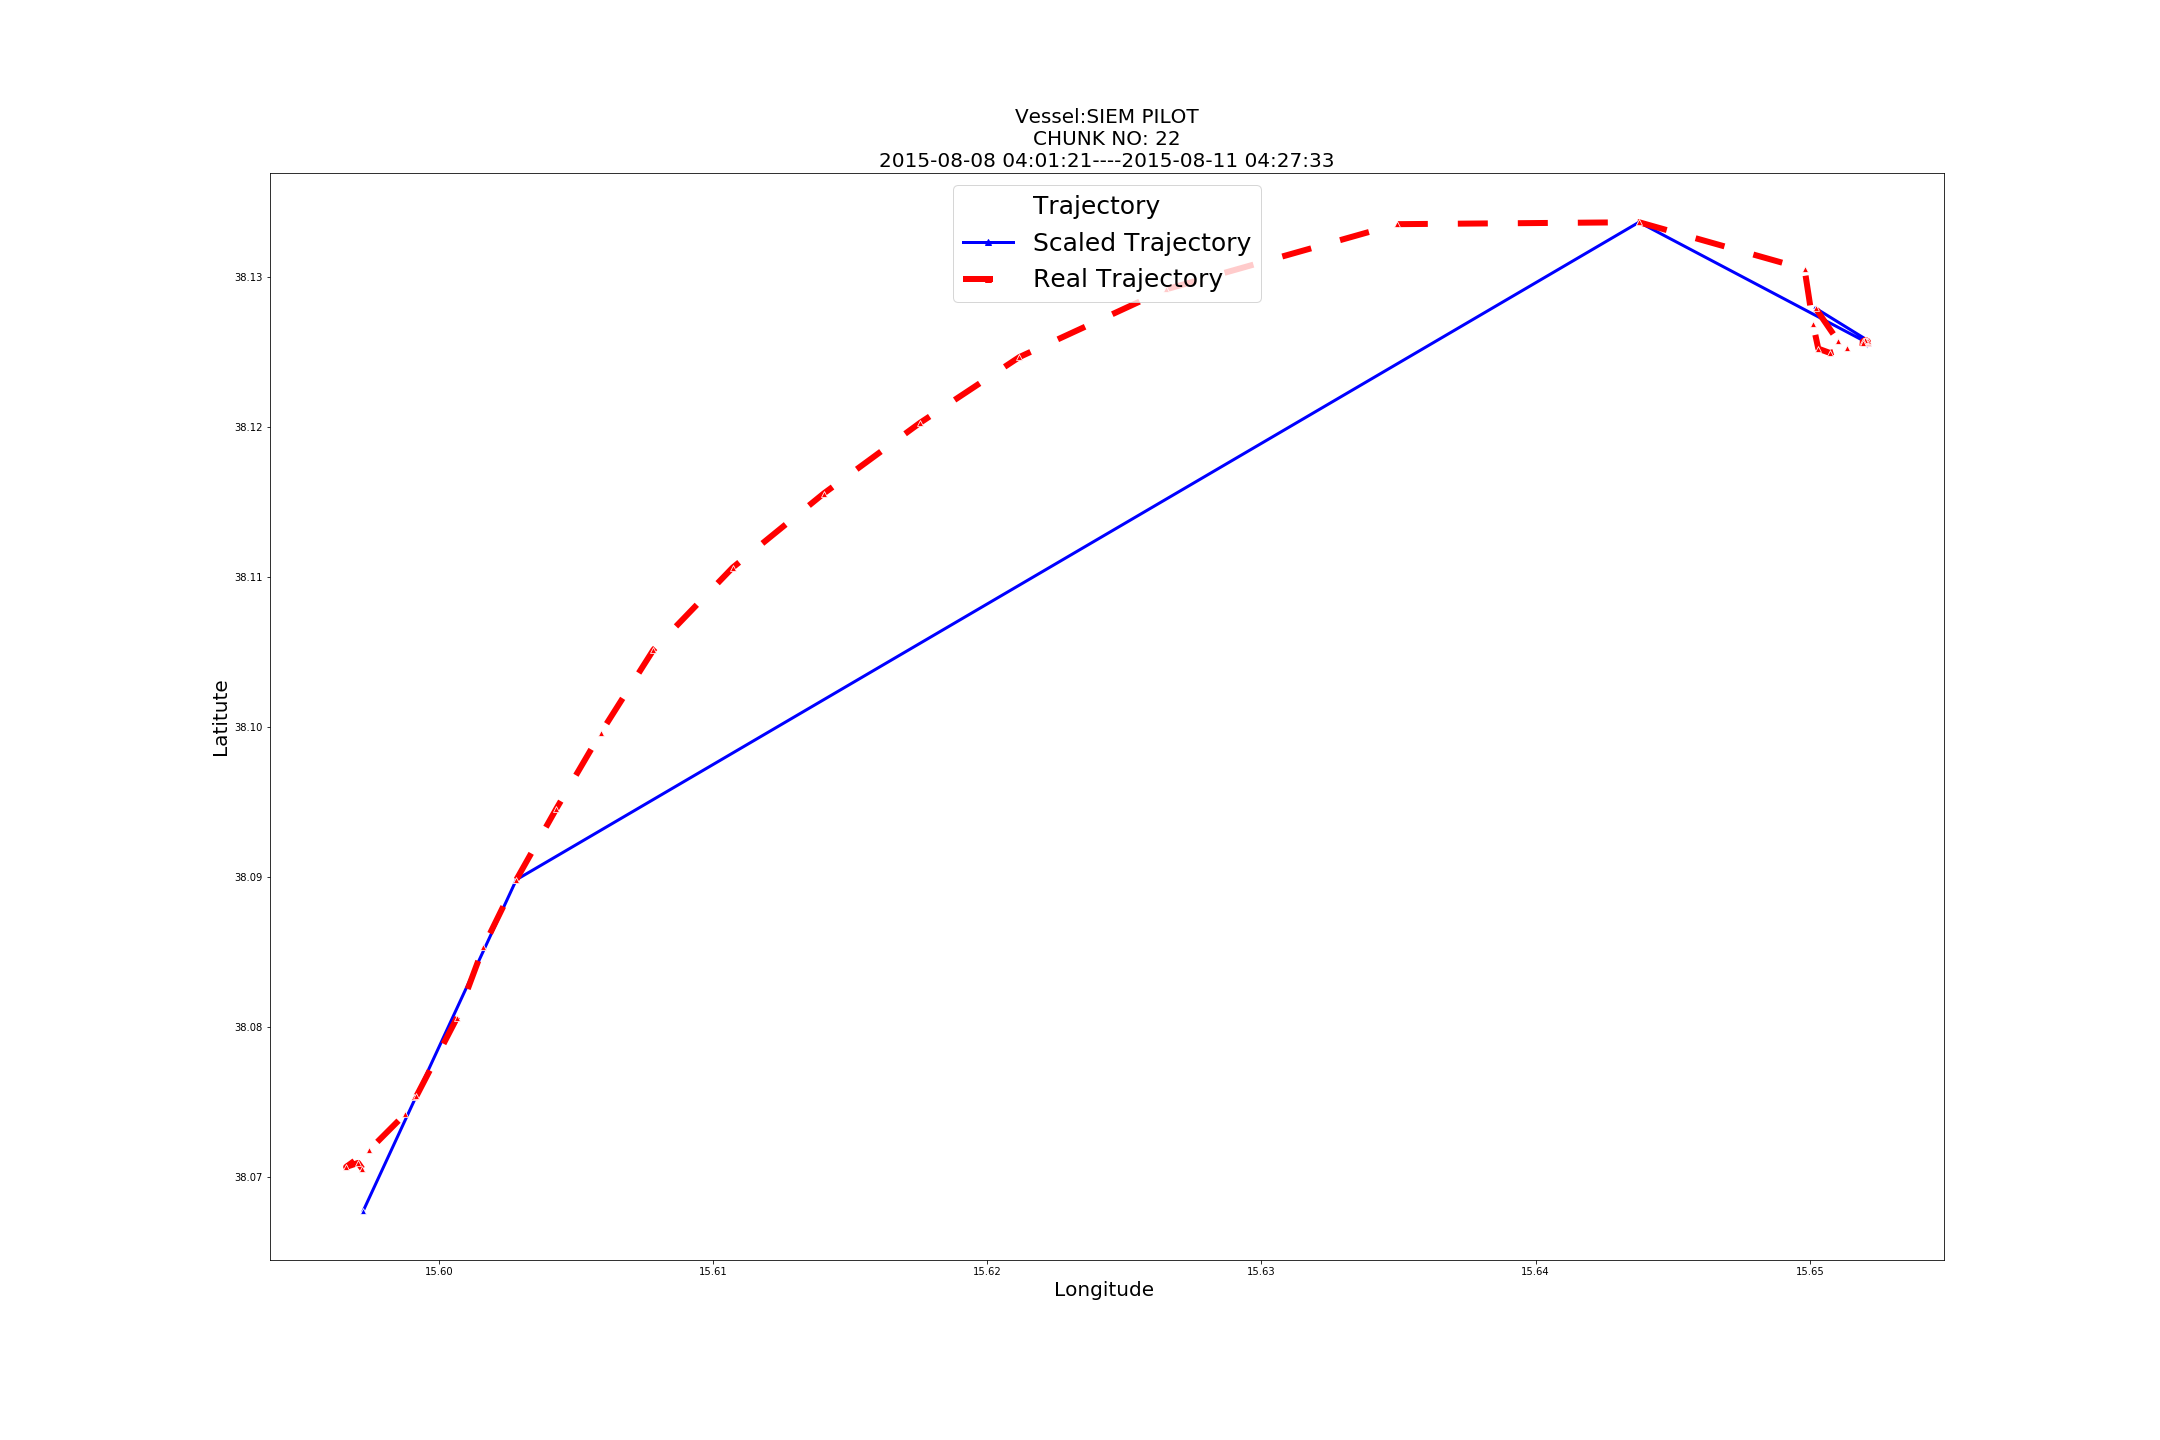 Vessel:SIEM PILOT
CHUNK NO: 22
2015-08-08 04:01:21----2015-08-11 04:27:33
Trajectory
Scaled Trajectory
Real Trajectory
38.13
38.12
38.11
38.10
38.09
38.08
38.07
Latitute
15.60
15.61
15.62
15.63
15.64
15.65
Longitude